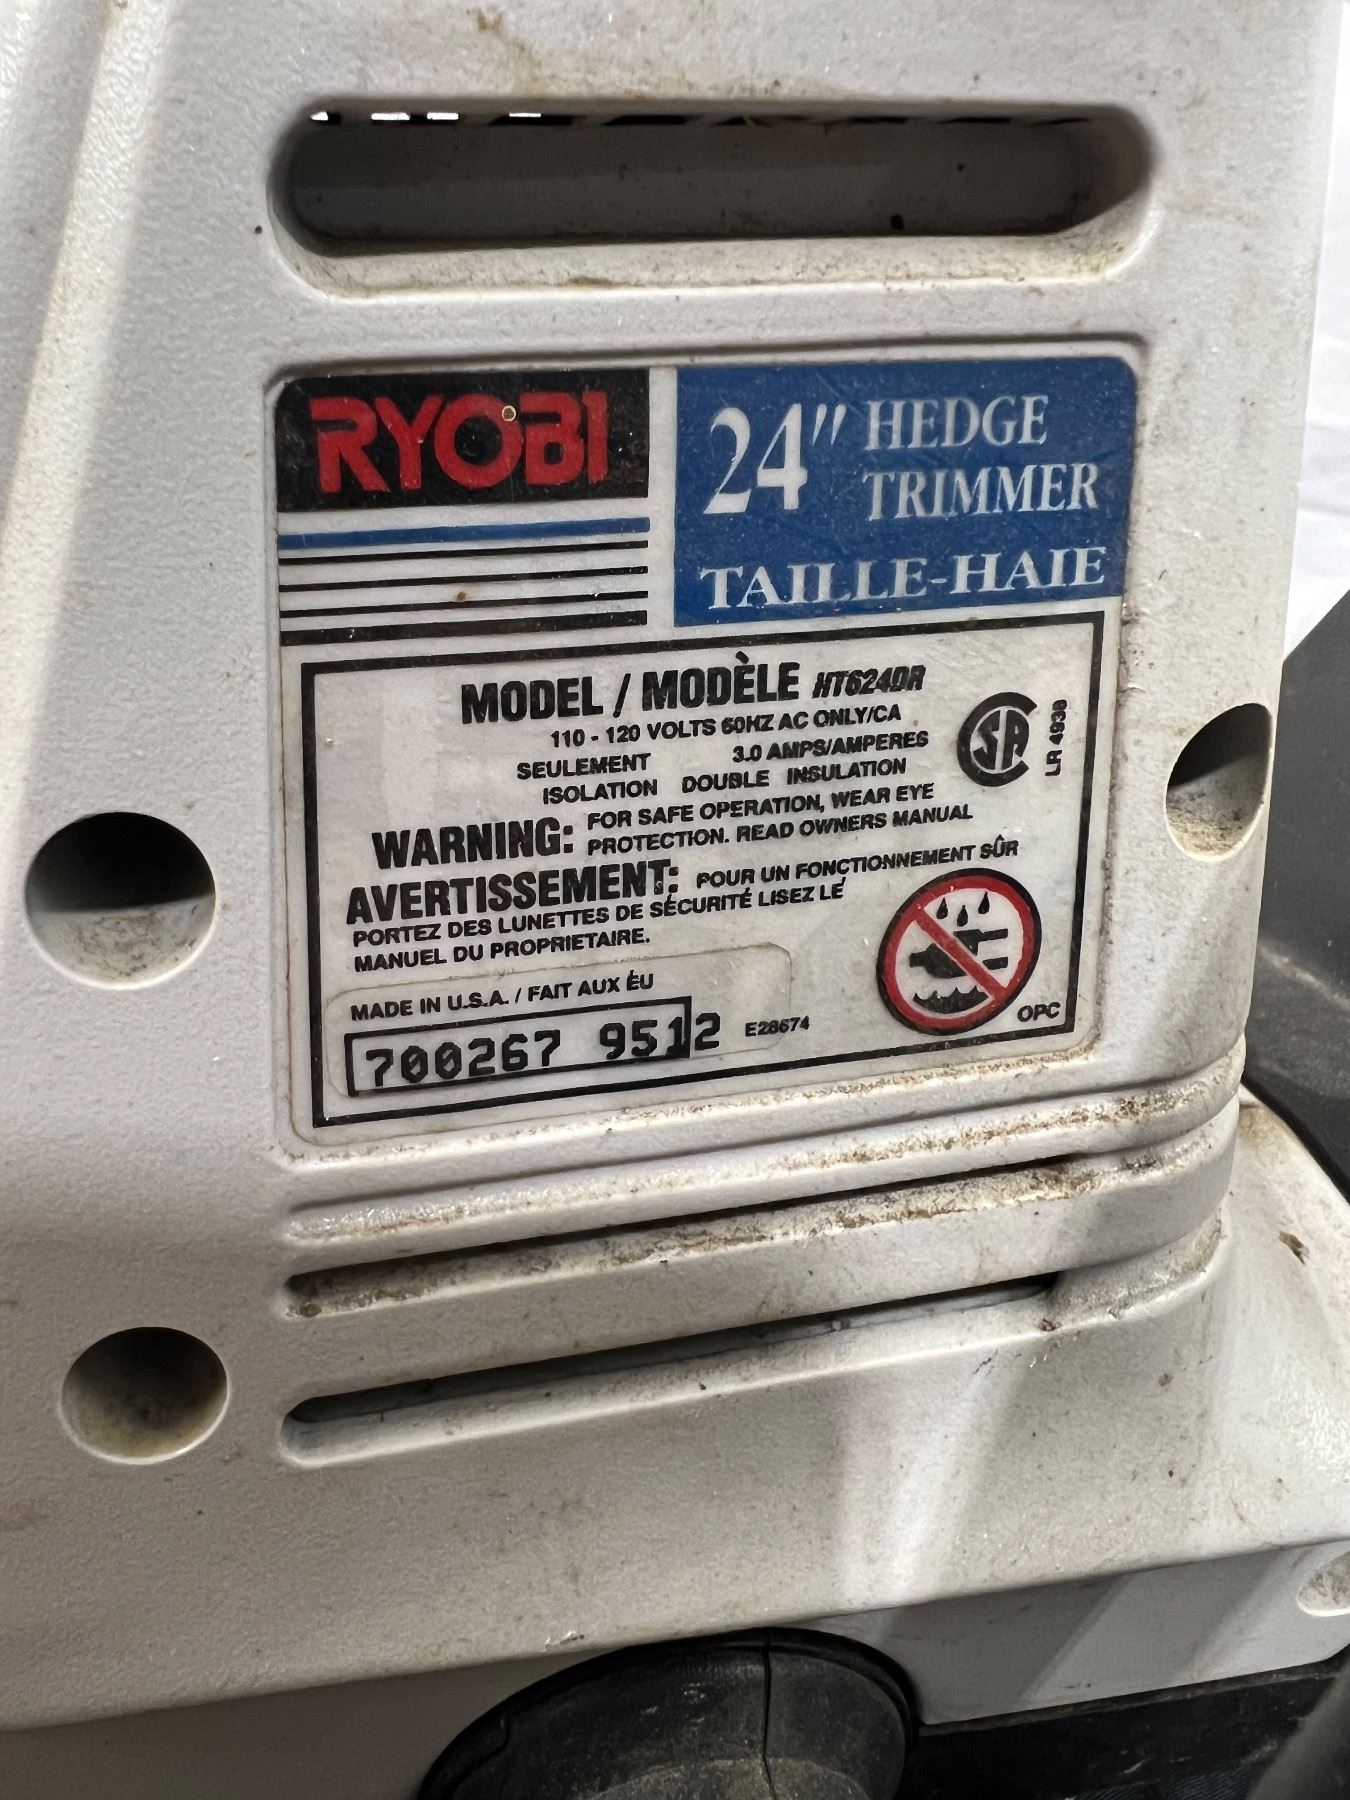 RYOBI
24" HEDGE
TRIMMER
TAILLE-HAIE
MODEL / MODÈLE HT624DR
110 - 120 VOLTS 60HZ AC ONLY/CA
SEULEMENT 3.0 AMPS/AMPERES
ISOLATION DOUBLE INSULATION
WARNING: FOR SAFE OPERATION, WEAR EYE
PROTECTION. READ OWNERS MANUAL
AVERTISSEMENT: POUR UN FONCTIONNEMENT SÛR
PORTEZ DES LUNETTES DE SÉCURITÉ LISEZ LÉ
MANUEL DU PROPRIETAIRE.
MADE IN U.S.A. / FAIT AUX ÉU
700267 9512 E28674
OPC
SA
LR 4938